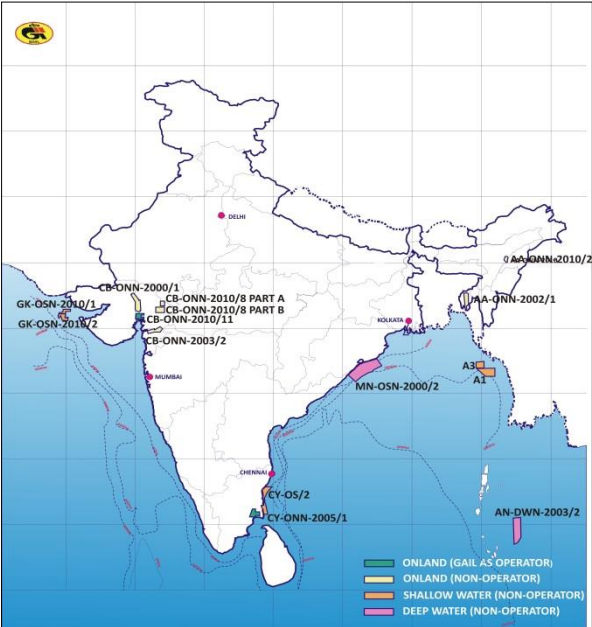 DELHI
AA-ONN-2010/2
CB-ONN-2000/1
AA-ONN-2002/1
GK-OSN-2010/1
CB-ONN-2010/8 PART A
CB-ONN-2010/8 PART B
GK-OSN-2010/2
CB-ONN-2010/11
KOLKATA
CB-ONN-2003/2
A3
MUMBAI
A1
MN-OSN-2000/2
CHENNAI
CY-OS/2
AN-DWN-2003/2
CY-ONN-2005/1
ONLAND (GAIL AS OPERATOR)
ONLAND (NON-OPERATOR)
SHALLOW WATER (NON-OPERATOR)
DEEP WATER (NON-OPERATOR)